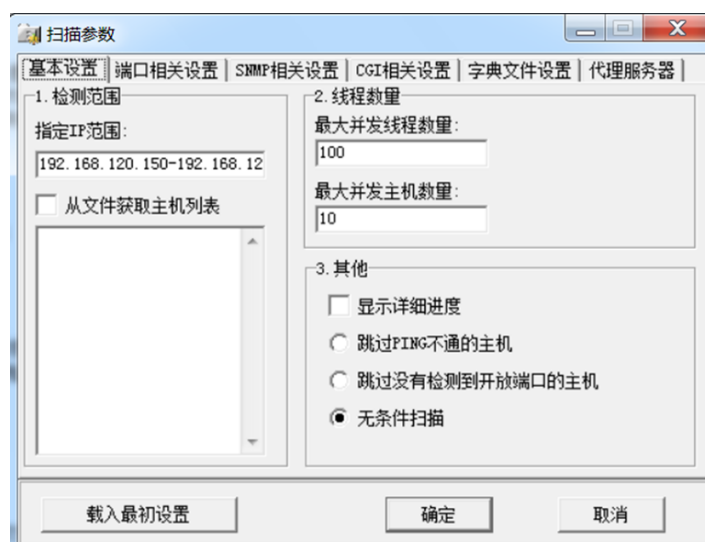 扫描参数
基本设置 端口相关设置 SNMP相关设置 CGI相关设置 字典文件设置 代理服务器
1.检测范围
指定IP范围:
192.168.120.150-192.168.12
从文件获取主机列表
2.线程数量
最大并发线程数量:
100
最大并发主机数量:
10
3.其他
显示详细进度
跳过PING不通的主机
跳过没有检测到开放端口的主机
无条件扫描
载入最初设置 确定 取消